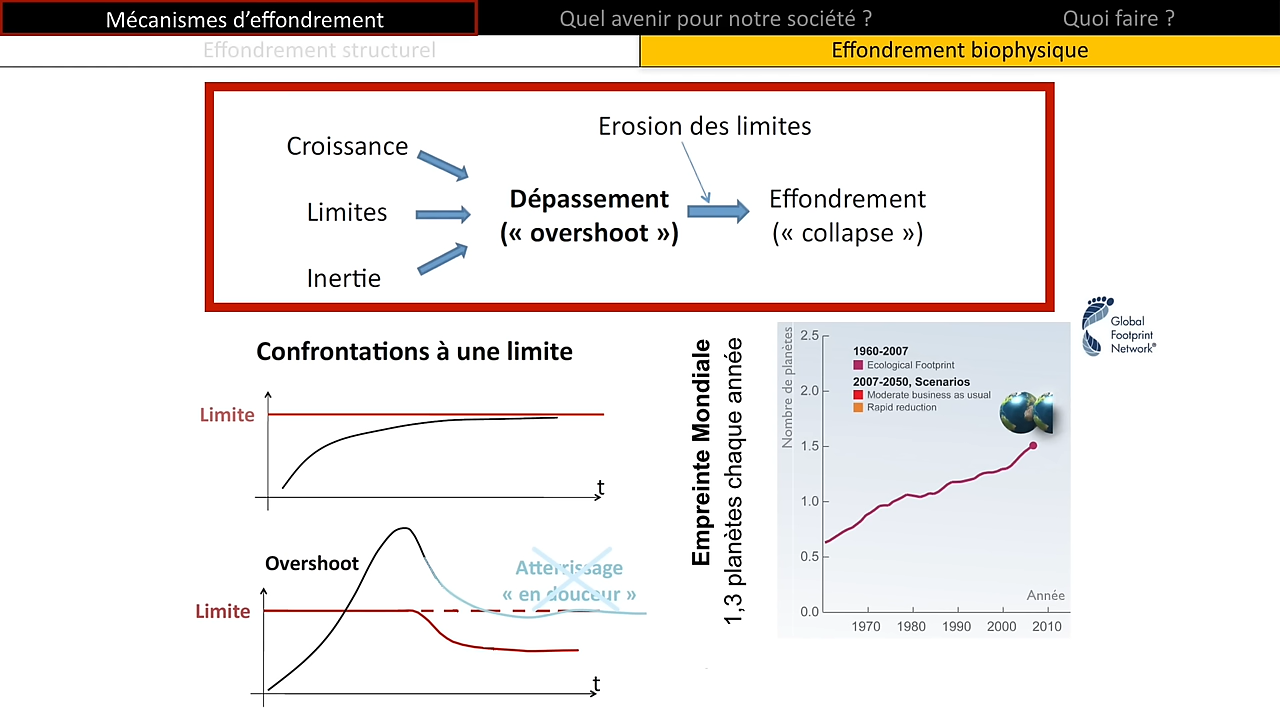 Mécanismes d’effondrement
Quel avenir pour notre société ?
Quoi faire ?
Effondrement structurel
Effondrement biophysique
Croissance
Limites
Inertie
Erosion des limites
Dépassement
(« overshoot »)
Effondrement
(« collapse »)
Confrontations à une limite
Limite
t
Overshoot
Atterrissage
« en douceur »
Limite
t
Empreinte Mondiale
1,3 planètes chaque année
Nombre de planètes
2.5
2.0
1.5
1.0
0.5
0.0
1960-2007
Ecological Footprint
2007-2050, Scenarios
Moderate business as usual
Rapid reduction
Année
1970 1980 1990 2000 2010
Global
Footprint
Network®